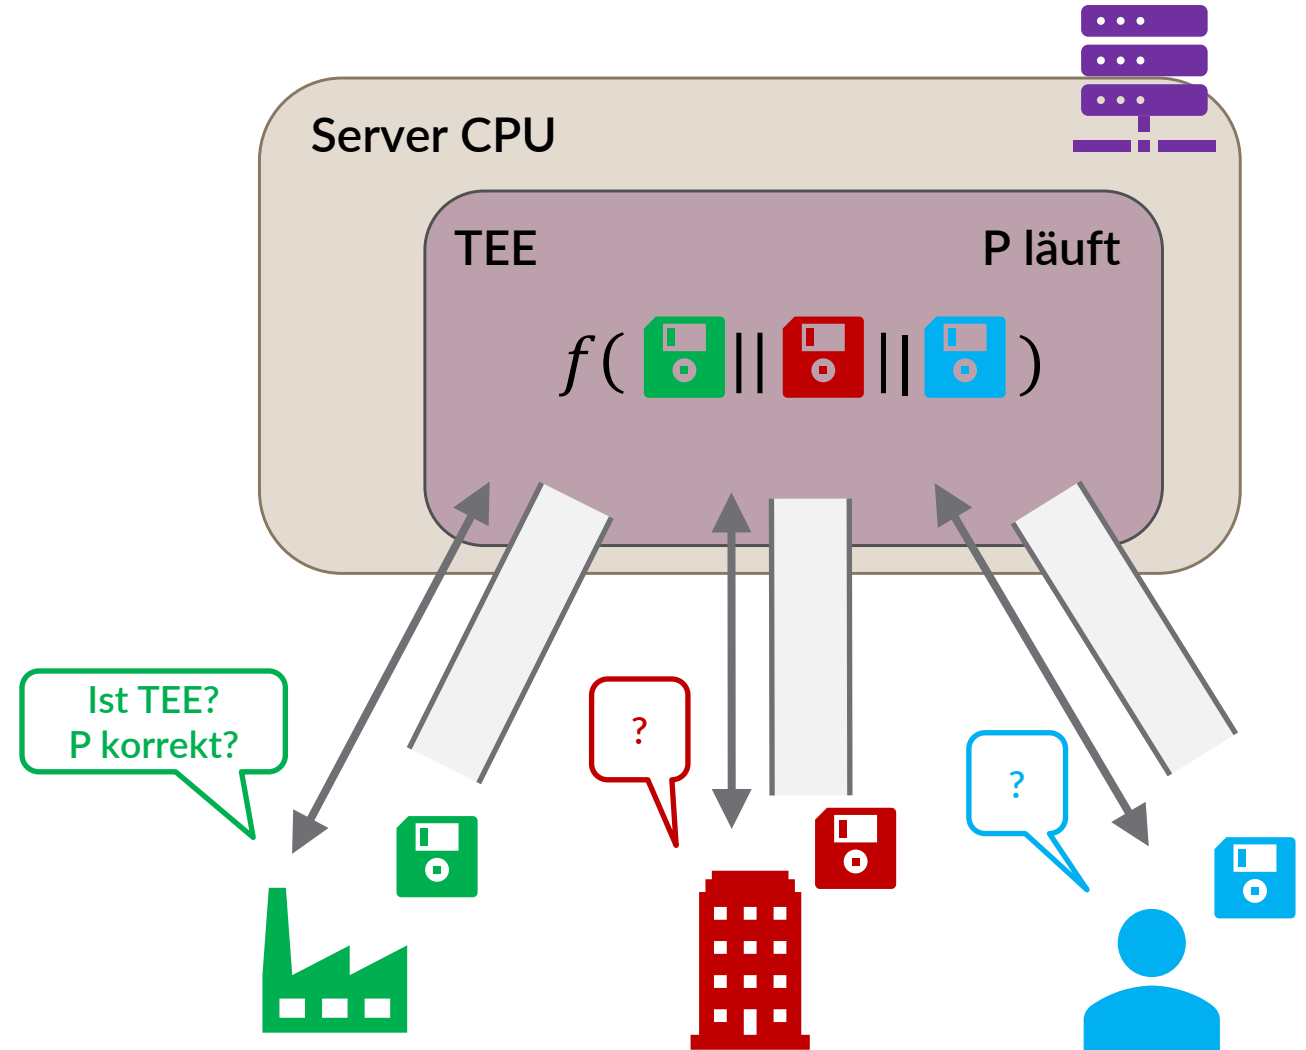 Server CPU
TEE
P läuft
f ( || || )
Ist TEE?
P korrekt?
?
?